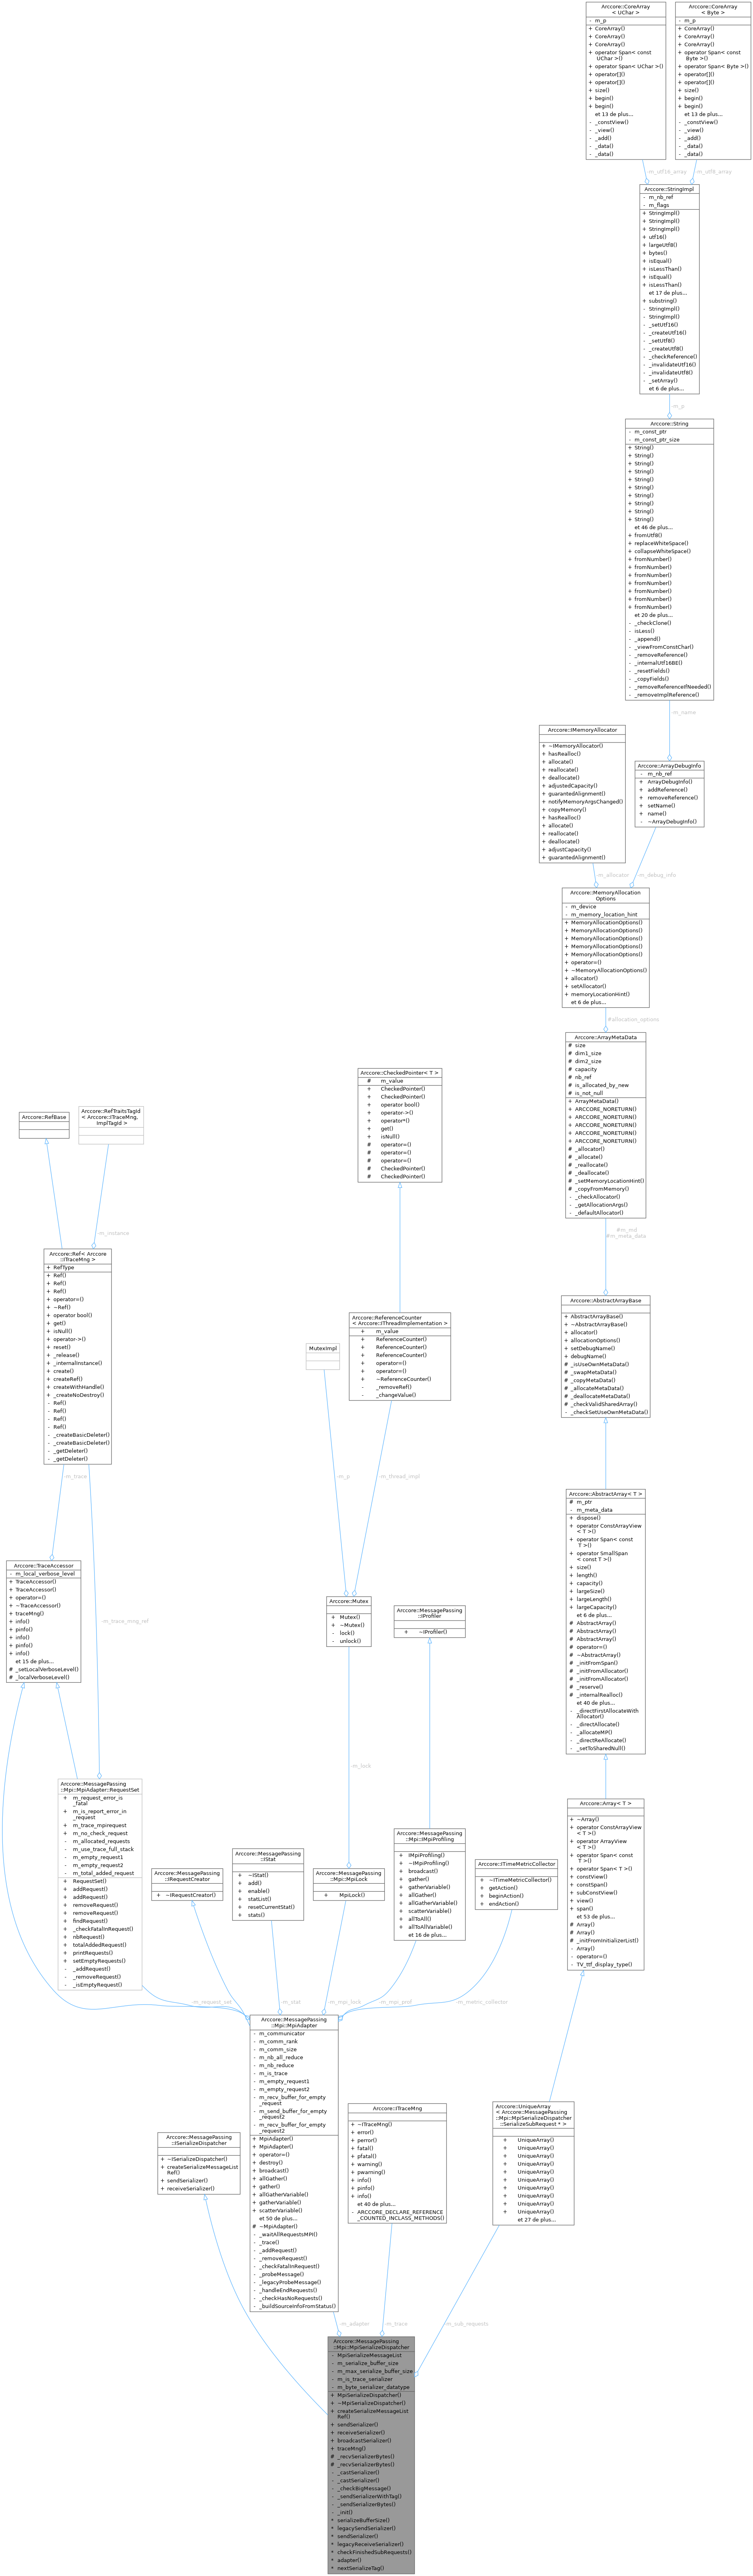 Arccore::CoreArray
< UChar >
- m_p
+ CoreArray()
+ CoreArray()
+ CoreArray()
+ operator Span< const
UChar >()
+ operator Span< UChar >()
+ operator[]()
+ operator[]()
+ size()
+ begin()
+ begin()
et 13 de plus...
- _constView()
- _view()
- _add()
- _data()
- _data()
Arccore::CoreArray
< Byte >
- m_p
+ CoreArray()
+ CoreArray()
+ CoreArray()
+ operator Span< const
Byte >()
+ operator Span< Byte >()
+ operator[]()
+ operator[]()
+ size()
+ begin()
+ begin()
et 13 de plus...
- _constView()
- _view()
- _add()
- _data()
- _data()
-m_utf16_array
-m_utf8_array
Arccore::StringImpl
- m_nb_ref
- m_flags
+ StringImpl()
+ StringImpl()
+ StringImpl()
+ utf16()
+ largeUtf8()
+ bytes()
+ isEqual()
+ isLessThan()
+ isEqual()
+ isLessThan()
et 17 de plus...
+ substring()
- StringImpl()
- StringImpl()
- _setUtf16()
- _createUtf16()
- _setUtf8()
- _createUtf8()
- _checkReference()
- _invalidateUtf16()
- _invalidateUtf8()
- _setArray()
et 6 de plus...
-m_p
Arccore::String
- m_const_ptr
- m_const_ptr_size
+ String()
+ String()
+ String()
+ String()
+ String()
+ String()
+ String()
+ String()
+ String()
+ String()
et 46 de plus...
+ fromUtf8()
+ replaceWhiteSpace()
+ collapseWhiteSpace()
+ fromNumber()
+ fromNumber()
+ fromNumber()
+ fromNumber()
+ fromNumber()
+ fromNumber()
+ fromNumber()
et 20 de plus...
- _checkClone()
- isLess()
- _append()
- _viewFromConstChar()
- _removeReference()
- _internalUtf16BE()
- _resetFields()
- _copyFields()
- _removeReferenceIfNeeded()
- _removeImplReference()
-m_name
Arccore::IMemoryAllocator
+ ~IMemoryAllocator()
+ hasRealloc()
+ allocate()
+ reallocate()
+ deallocate()
+ adjustedCapacity()
+ guarantedAlignment()
+ notifyMemoryArgsChanged()
+ copyMemory()
+ hasRealloc()
+ allocate()
+ reallocate()
+ deallocate()
+ adjustCapacity()
+ guarantedAlignment()
Arccore::ArrayDebugInfo
- m_nb_ref
+ ArrayDebugInfo()
+ addReference()
+ removeReference()
+ setName()
+ name()
- ~ArrayDebugInfo()
-m_allocator
-m_debug_info
Arccore::MemoryAllocation
Options
- m_device
- m_memory_location_hint
+ MemoryAllocationOptions()
+ MemoryAllocationOptions()
+ MemoryAllocationOptions()
+ MemoryAllocationOptions()
+ MemoryAllocationOptions()
+ operator=()
+ ~MemoryAllocationOptions()
+ allocator()
+ setAllocator()
+ memoryLocationHint()
et 6 de plus...
#allocation_options
Arccore::ArrayMetaData
# size
# dim1_size
# dim2_size
# capacity
# nb_ref
# is_allocated_by_new
# is_not_null
+ ArrayMetaData()
+ ARCCORE_NORETURN()
+ ARCCORE_NORETURN()
+ ARCCORE_NORETURN()
+ ARCCORE_NORETURN()
+ ARCCORE_NORETURN()
# _allocator()
# _allocate()
# _reallocate()
# _deallocate()
# _setMemoryLocationHint()
# _copyFromMemory()
- _checkAllocator()
- _getAllocationArgs()
- _defaultAllocator()
#m_md
#m_meta_data
Arccore::AbstractArrayBase
+ AbstractArrayBase()
+ ~AbstractArrayBase()
+ allocator()
+ allocationOptions()
+ setDebugName()
+ debugName()
# _isUseOwnMetaData()
# _swapMetaData()
# _copyMetaData()
# _allocateMetaData()
# _deallocateMetaData()
# _checkValidSharedArray()
- _checkSetUseOwnMetaData()
Arccore::AbstractArray< T >
# m_ptr
- m_meta_data
+ dispose()
+ operator ConstArrayView
< T >()
+ operator Span< const
T >()
+ operator SmallSpan
< const T >()
+ size()
+ length()
+ capacity()
+ largeSize()
+ largeLength()
+ largeCapacity()
et 6 de plus...
# AbstractArray()
# AbstractArray()
# AbstractArray()
# operator=()
# ~AbstractArray()
# _initFromSpan()
# _initFromAllocator()
# _initFromAllocator()
# _reserve()
# _internalRealloc()
et 40 de plus...
- _directFirstAllocateWith
Allocator()
- _directAllocate()
- _allocateMP()
- _directReAllocate()
- _setToSharedNull()
Arccore::Array< T >
+ ~Array()
+ operator ConstArrayView
< T >()
+ operator ArrayView
< T >()
+ operator Span< const
T >()
+ operator Span< T >()
+ constView()
+ constSpan()
+ subConstView()
+ view()
+ span()
et 53 de plus...
# Array()
# Array()
# _initFromInitializerList()
- Array()
- operator=()
- TV_ttf_display_type()
Arccore::CheckedPointer< T >
# m_value
+ CheckedPointer()
+ CheckedPointer()
+ operator bool()
+ operator->()
+ operator*()
+ get()
+ isNull()
# operator=()
# operator=()
# operator=()
# CheckedPointer()
# CheckedPointer()
Arccore::RefBase
Arccore::RefTraitsTagId
< Arccore::ITraceMng,
ImplTagId >
-m_instance
Arccore::Ref< Arccore
::ITraceMng >
+ RefType
+ Ref()
+ Ref()
+ Ref()
+ operator=()
+ ~Ref()
+ operator bool()
+ get()
+ isNull()
+ operator->()
+ reset()
+ _release()
+ _internalInstance()
+ create()
+ createRef()
+ createWithHandle()
+ _createNoDestroy()
- Ref()
- Ref()
- Ref()
- Ref()
- _createBasicDeleter()
- _createBasicDeleter()
- _getDeleter()
- _getDeleter()
MutexImpl
Arccore::ReferenceCounter
< Arccore::IThreadImplementation >
+ m_value
+ ReferenceCounter()
+ ReferenceCounter()
+ ReferenceCounter()
+ operator=()
+ operator=()
+ ~ReferenceCounter()
- _removeRef()
- _changeValue()
-m_trace
-m_p
-m_thread_impl
Arccore::TraceAccessor
- m_local_verbose_level
+ TraceAccessor()
+ TraceAccessor()
+ operator=()
+ ~TraceAccessor()
+ traceMng()
+ info()
+ pinfo()
+ info()
+ pinfo()
+ info()
et 15 de plus...
# _setLocalVerboseLevel()
# _localVerboseLevel()
-m_trace_mng_ref
Arccore::Mutex
+ Mutex()
+ ~Mutex()
- lock()
- unlock()
Arccore::MessagePassing
::IProfiler
+ ~IProfiler()
-m_lock
Arccore::MessagePassing
::Mpi::MpiAdapter::RequestSet
+ m_request_error_is
_fatal
+ m_is_report_error_in
_request
+ m_trace_mpirequest
+ m_no_check_request
- m_allocated_requests
- m_use_trace_full_stack
- m_empty_request1
- m_empty_request2
- m_total_added_request
+ RequestSet()
+ addRequest()
+ addRequest()
+ removeRequest()
+ removeRequest()
+ findRequest()
+ _checkFatalInRequest()
+ nbRequest()
+ totalAddedRequest()
+ printRequests()
+ setEmptyRequests()
- _addRequest()
- _removeRequest()
- _isEmptyRequest()
Arccore::MessagePassing
::IRequestCreator
+ ~IRequestCreator()
Arccore::MessagePassing
::IStat
+ ~IStat()
+ add()
+ enable()
+ statList()
+ resetCurrentStat()
+ stats()
Arccore::MessagePassing
::Mpi::MpiLock
+ MpiLock()
Arccore::MessagePassing
::Mpi::IMpiProfiling
+ IMpiProfiling()
+ ~IMpiProfiling()
+ broadcast()
+ gather()
+ gatherVariable()
+ allGather()
+ allGatherVariable()
+ scatterVariable()
+ allToAll()
+ allToAllVariable()
et 16 de plus...
Arccore::ITimeMetricCollector
+ ~ITimeMetricCollector()
+ getAction()
+ beginAction()
+ endAction()
-m_request_set
-m_stat
-m_mpi_lock
-m_mpi_prof
-m_metric_collector
Arccore::MessagePassing
::Mpi::MpiAdapter
- m_communicator
- m_comm_rank
- m_comm_size
- m_nb_all_reduce
- m_nb_reduce
- m_is_trace
- m_empty_request1
- m_empty_request2
- m_recv_buffer_for_empty
_request
- m_send_buffer_for_empty
_request2
- m_recv_buffer_for_empty
_request2
+ MpiAdapter()
+ MpiAdapter()
+ operator=()
+ destroy()
+ broadcast()
+ allGather()
+ gather()
+ allGatherVariable()
+ gatherVariable()
+ scatterVariable()
et 50 de plus...
# ~MpiAdapter()
- _waitAllRequestsMPI()
- _trace()
- _addRequest()
- _removeRequest()
- _checkFatalInRequest()
- _probeMessage()
- _legacyProbeMessage()
- _handleEndRequests()
- _checkHasNoRequests()
- _buildSourceInfoFromStatus()
Arccore::MessagePassing
::ISerializeDispatcher
+ ~ISerializeDispatcher()
+ createSerializeMessageList
Ref()
+ sendSerializer()
+ receiveSerializer()
Arccore::ITraceMng
+ ~ITraceMng()
+ error()
+ perror()
+ fatal()
+ pfatal()
+ warning()
+ pwarning()
+ info()
+ pinfo()
+ info()
et 40 de plus...
- ARCCORE_DECLARE_REFERENCE
_COUNTED_INCLASS_METHODS()
Arccore::UniqueArray
< Arccore::MessagePassing
::Mpi::MpiSerializeDispatcher
::SerializeSubRequest * >
+ UniqueArray()
+ UniqueArray()
+ UniqueArray()
+ UniqueArray()
+ UniqueArray()
+ UniqueArray()
+ UniqueArray()
+ UniqueArray()
+ UniqueArray()
+ UniqueArray()
et 27 de plus...
-m_adapter
-m_trace
-m_sub_requests
Arccore::MessagePassing
::Mpi::MpiSerializeDispatcher
- MpiSerializeMessageList
- m_serialize_buffer_size
- m_max_serialize_buffer_size
- m_is_trace_serializer
- m_byte_serializer_datatype
+ MpiSerializeDispatcher()
+ ~MpiSerializeDispatcher()
+ createSerializeMessageList
Ref()
+ sendSerializer()
+ receiveSerializer()
+ broadcastSerializer()
+ traceMng()
# _recvSerializerBytes()
# _recvSerializerBytes()
- _castSerializer()
- _castSerializer()
- _checkBigMessage()
- _sendSerializerWithTag()
- _sendSerializerBytes()
- _init()
* serializeBufferSize()
* legacySendSerializer()
* sendSerializer()
* legacyReceiveSerializer()
* checkFinishedSubRequests()
* adapter()
* nextSerializeTag()